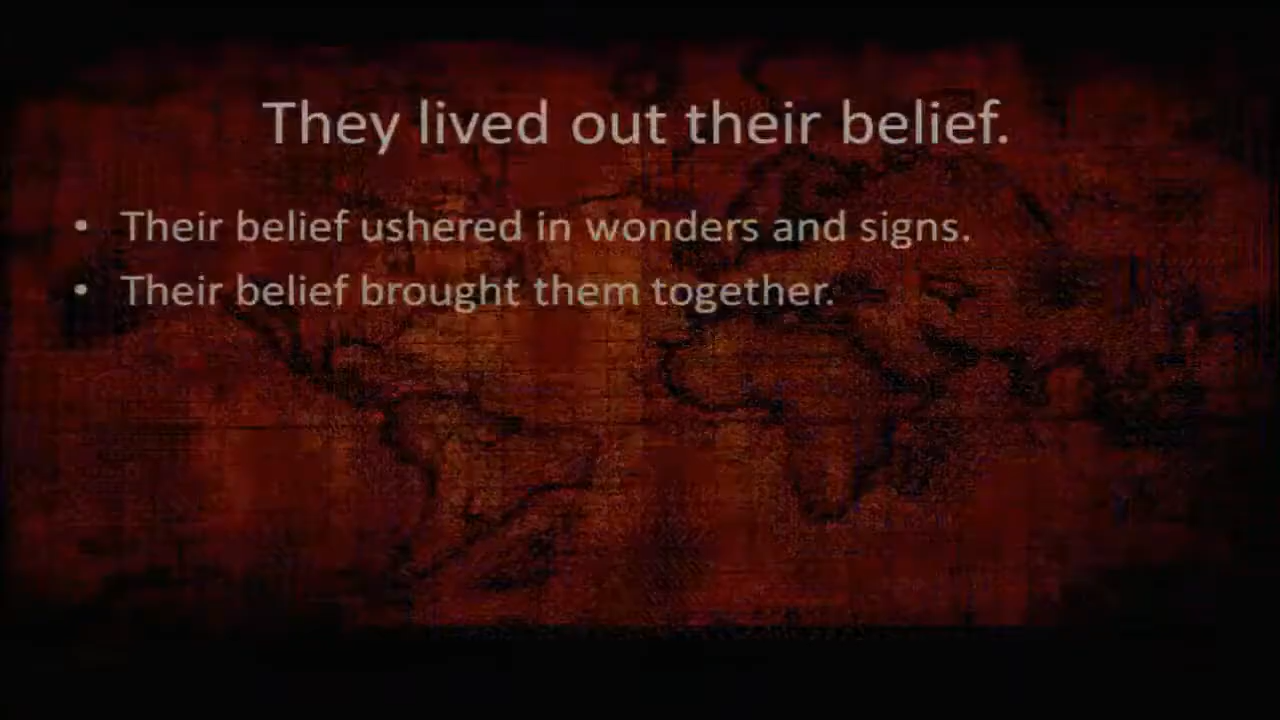 They lived out their belief.
• Their belief ushered in wonders and signs.
• Their belief brought them together.